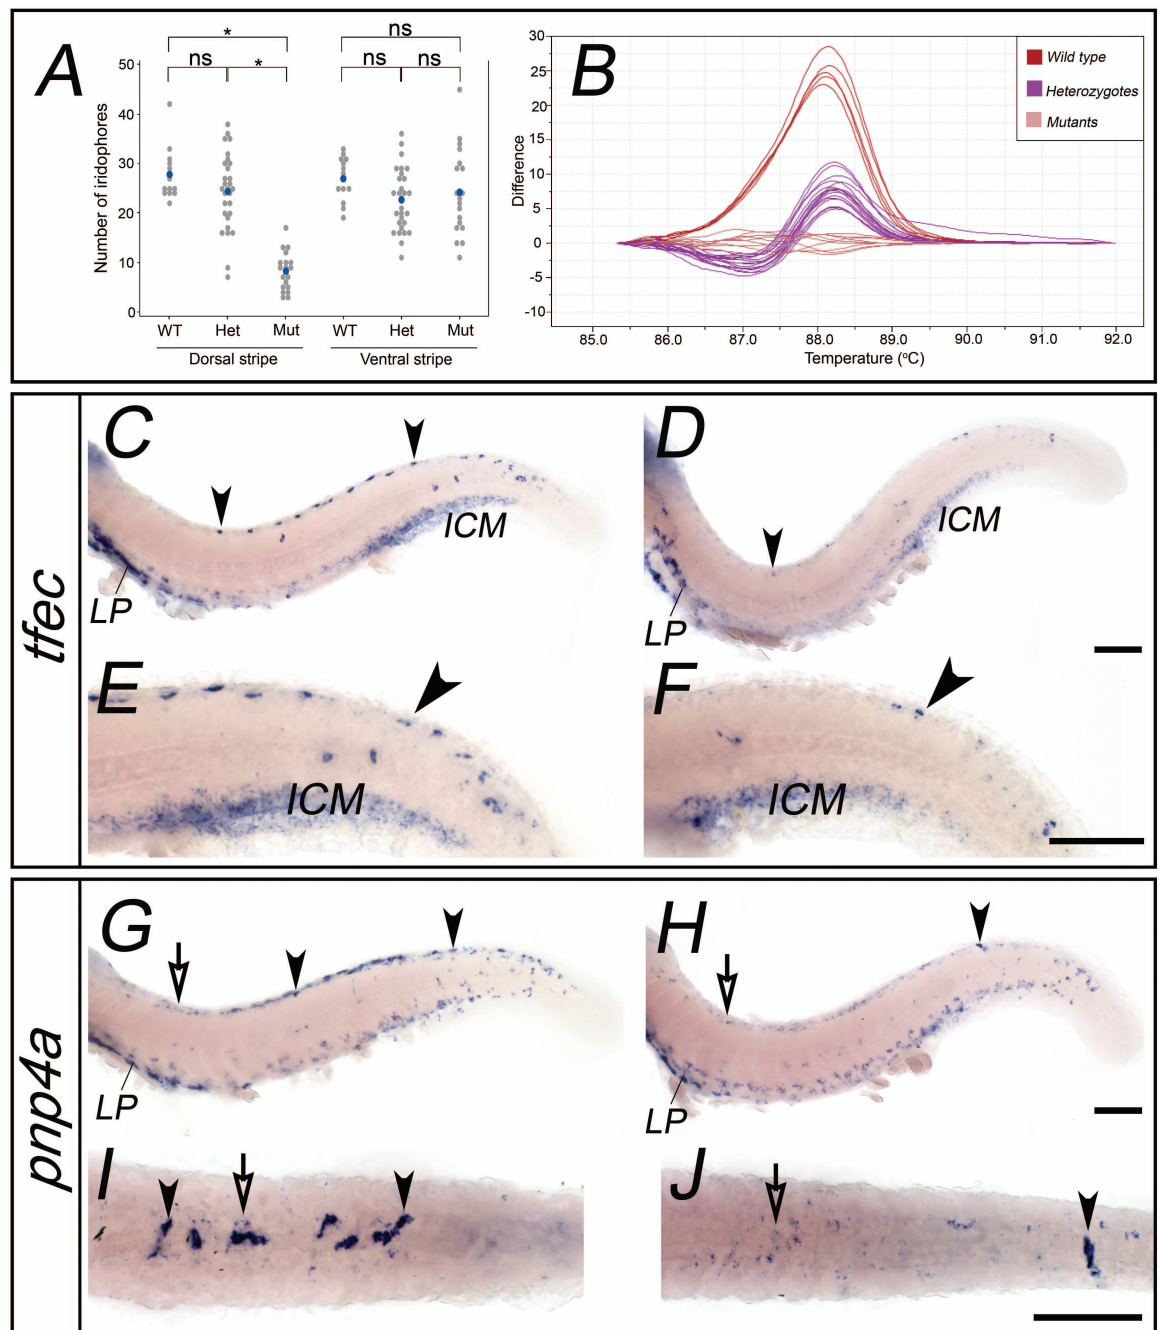 A
* 
ns * 
ns
ns ns
50
40
30
20
10
0
Number of iridophores
WT Het Mut WT Het Mut
Dorsal stripe Ventral stripe
B
30
25
20
15
10
5
0
-5
-10
Difference
Wild type
Heterozygotes
Mutants
85.0 86.0 87.0 88.0 89.0 90.0 91.0 92.0
Temperature (°C)
tfec
C
ICM
LP
D
ICM
LP
E
ICM
F
ICM
pnp4a
G
LP
H
LP
I
J